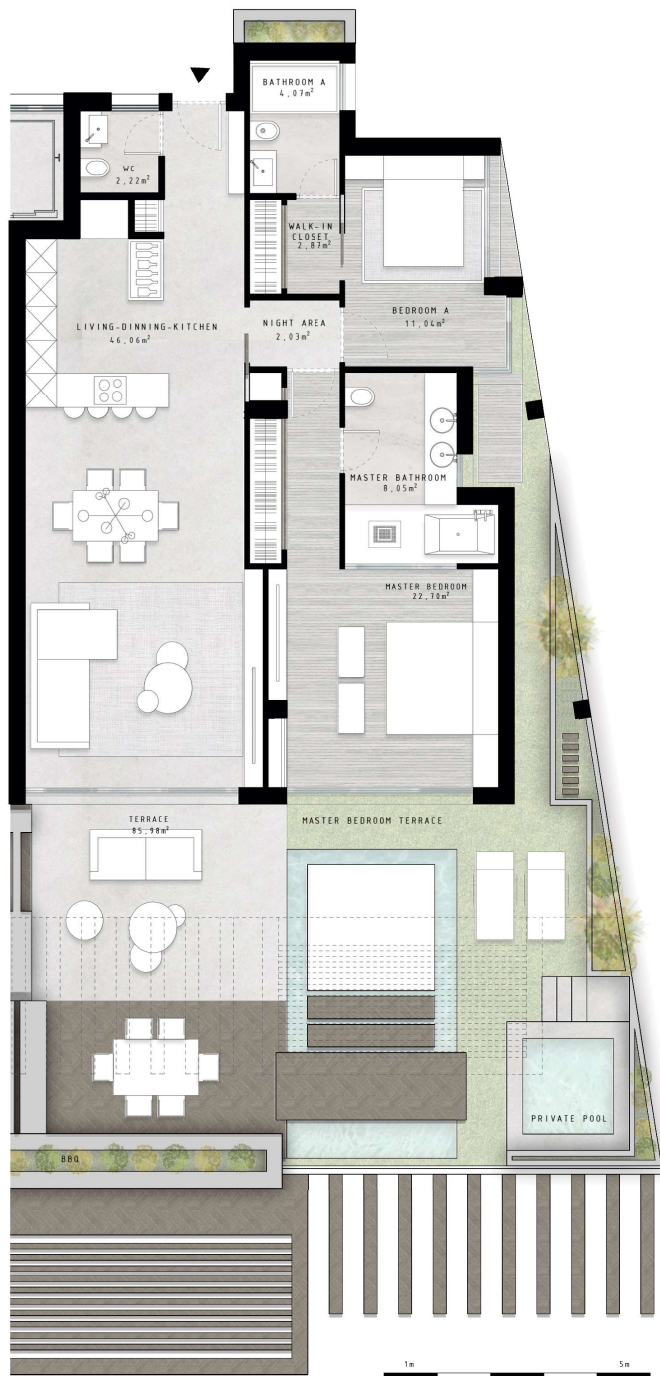 BATHROOM A
4,07m²
WC
2,22m²
WALK-IN
CLOSET
2,87m²
LIVING-DINNING-KITCHEN
46,06m²
NIGHT AREA
2,03m²
BEDROOM A
11,04m²
MASTER BATHROOM
8,05m²
MASTER BEDROOM
22,70m²
TERRACE
85,98m²
MASTER BEDROOM TERRACE
PRIVATE POOL
BBQ
1m
5m